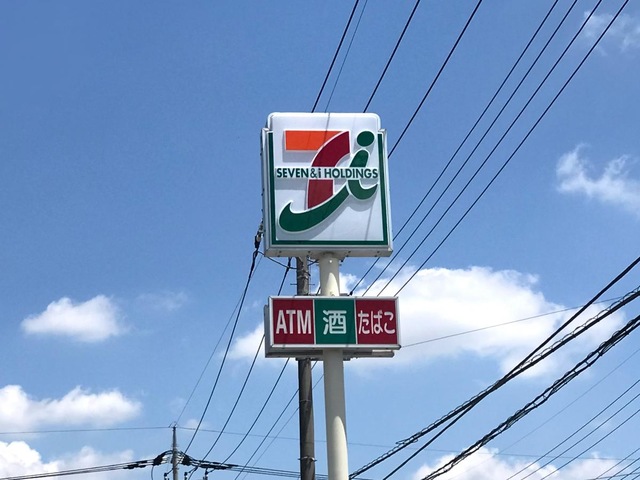 SEVEN&i HOLDINGS
ATM 酒 たばこ